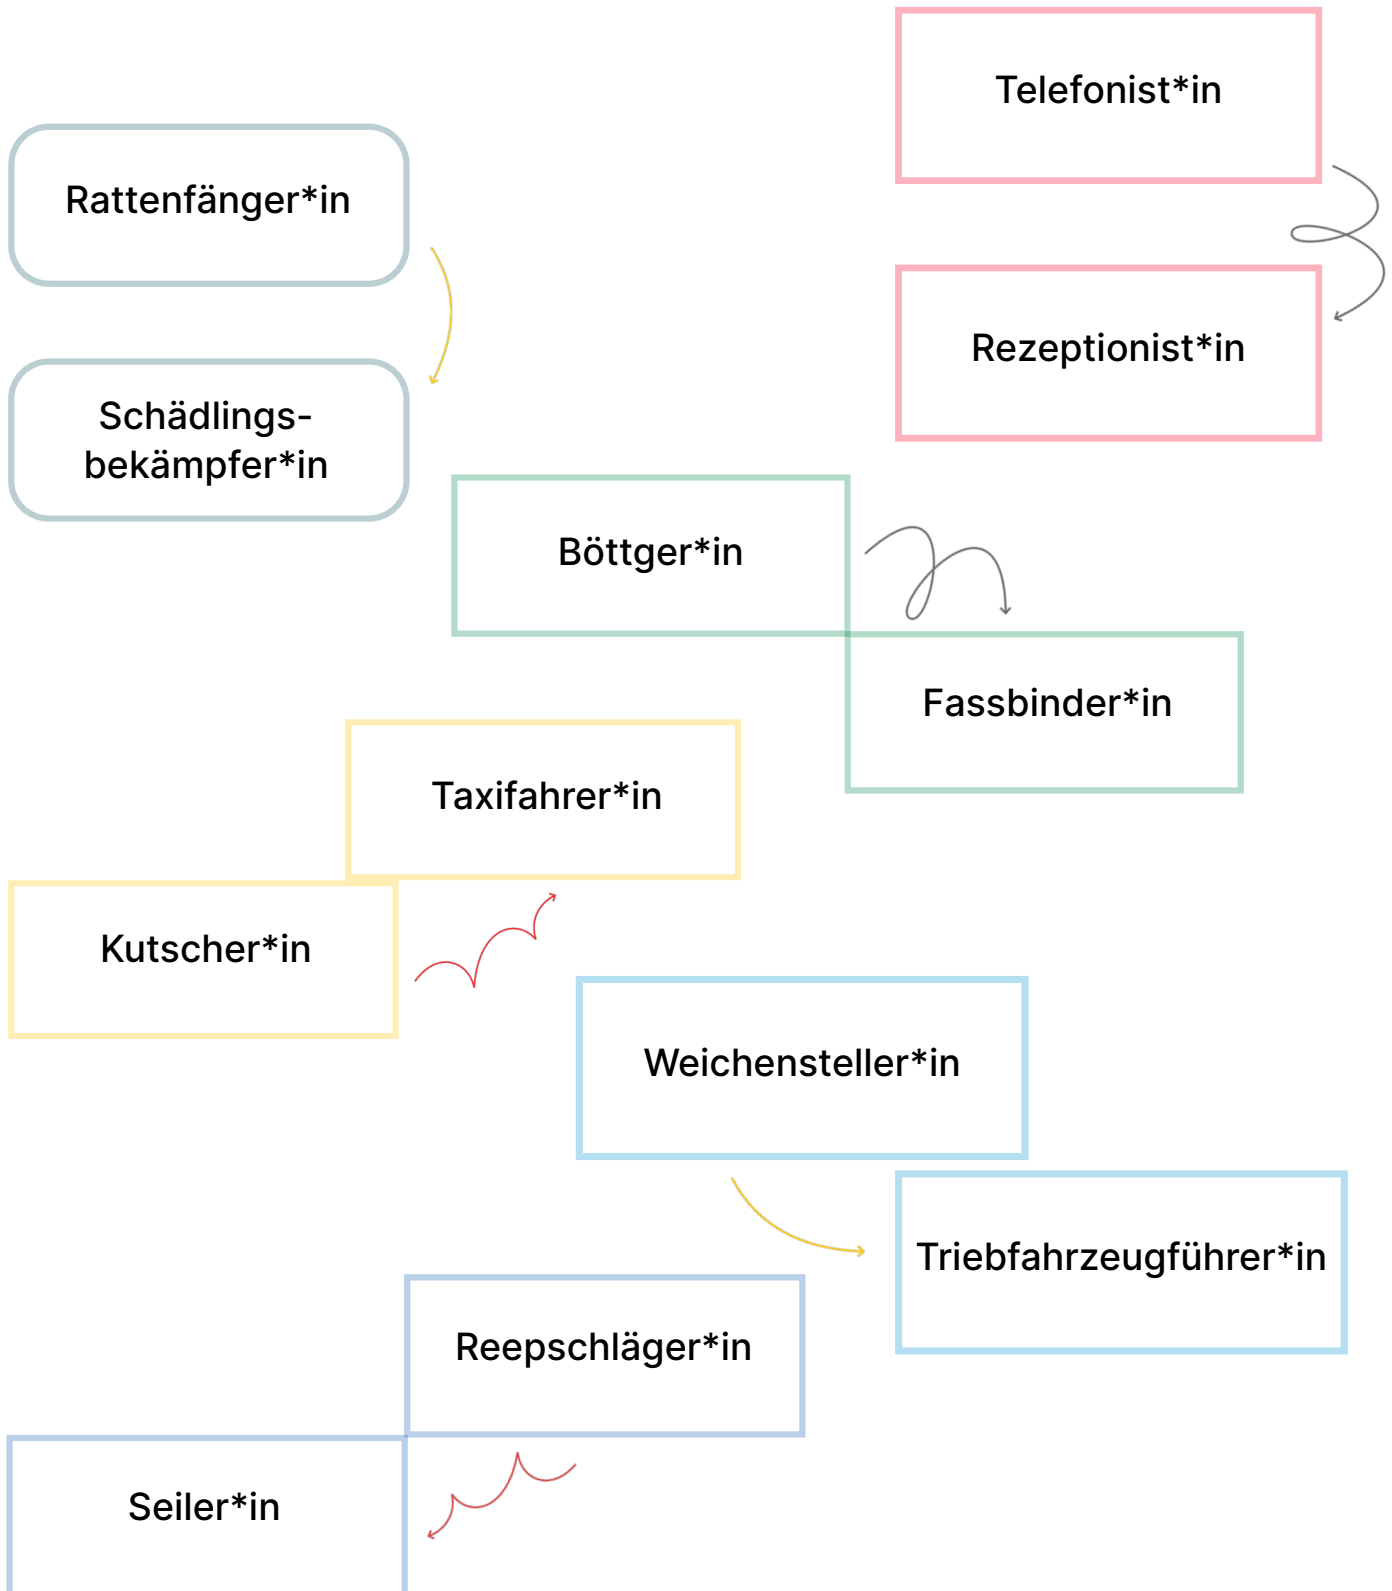 Telefonist*in
Rattenfänger*in
Rezeptionist*in
Schädlings-
bekämpfer*in
Böttger*in
Fassbinder*in
Taxifahrer*in
Kutscher*in
Weichensteller*in
Triebfahrzeugführer*in
Reepschläger*in
Seiler*in